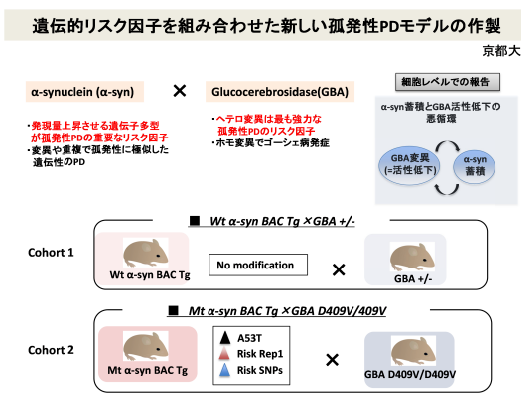 遺伝的リスク因子を組み合わせた新しい孤発性PDモデルの作製
京都大
α-synuclein (α-syn)
×
Glucocerebrosidase(GBA)
・発現量上昇させる遺伝子多型
が孤発性PDの重要なリスク因子
・変異や重複で孤発性に極似した
遺伝性のPD
・ヘテロ変異は最も強力な
孤発性PDのリスク因子
・ホモ変異でゴーシェ病発症
細胞レベルでの報告
α-syn蓄積とGBA活性低下の
悪循環
GBA変異
(=活性低下)
α-syn
蓄積
■ Wt α-syn BAC Tg ×GBA +/-
Cohort 1
Wt α-syn BAC Tg
No modification
×
GBA +/-
■ Mt α-syn BAC Tg ×GBA D409V/409V
Cohort 2
Mt α-syn BAC Tg
A53T
Risk Rep1
Risk SNPs
×
GBA D409V/D409V